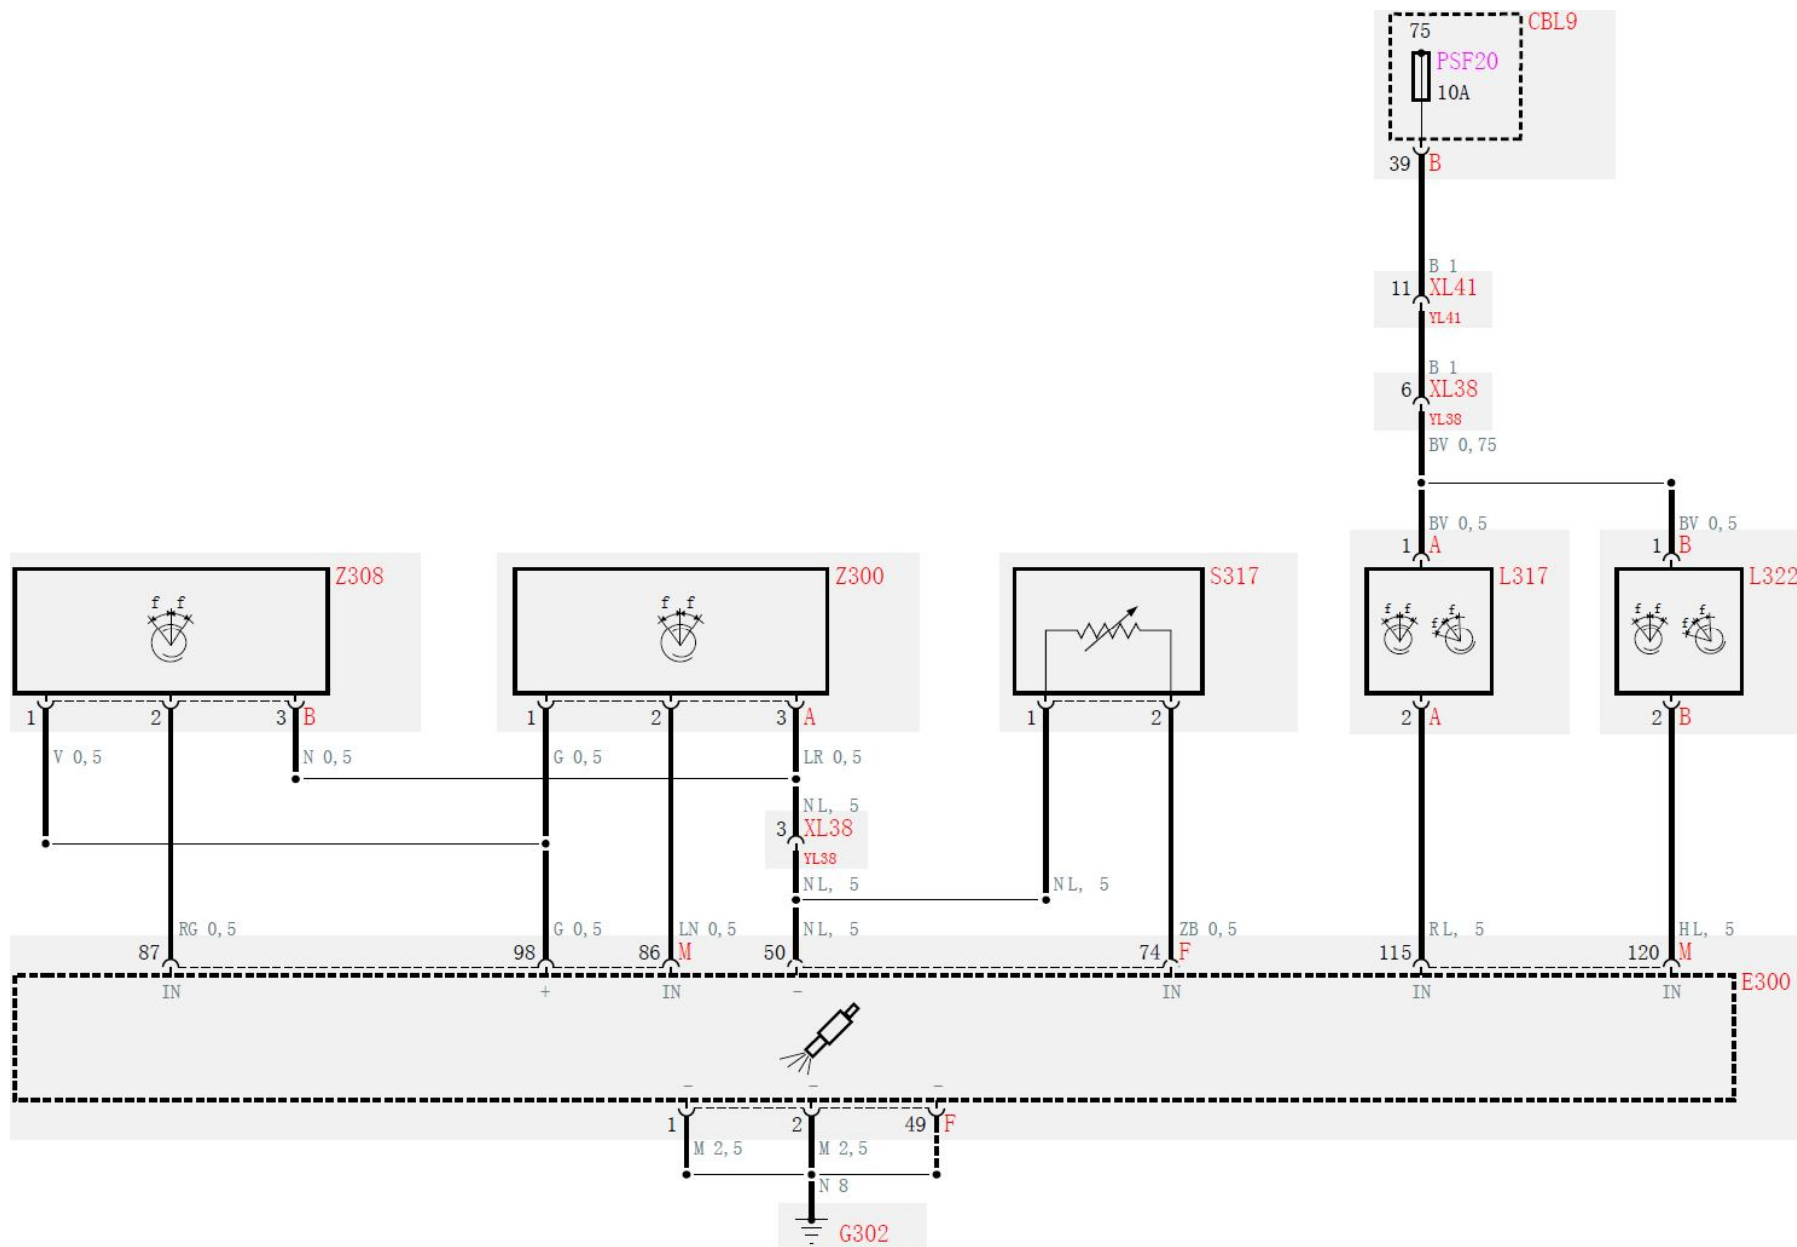 CBL9
75
PSF20
10A
39 B
B 1
11 XL41
YL41
B 1
6 XL38
YL38
BV 0,75
BV 0,5 BV 0,5
1 A 1 B
Z308 Z300 S317 L317 L322
f f f f f f f f f f f f
1 2 3 B 1 2 3 A 1 2 2 A 2 B
V 0,5 N 0,5 G 0,5 LR 0,5
NL, 5
3 XL38
YL38
NL, 5 NL, 5
RG 0,5 G 0,5 LN 0,5 NL, 5 ZB 0,5 RL, 5 HL, 5
87 98 86 M 50 74 F 115 120 M
IN + IN - IN IN IN E300
- - -
1 2 49 F
M 2,5 M 2,5
N 8
G302